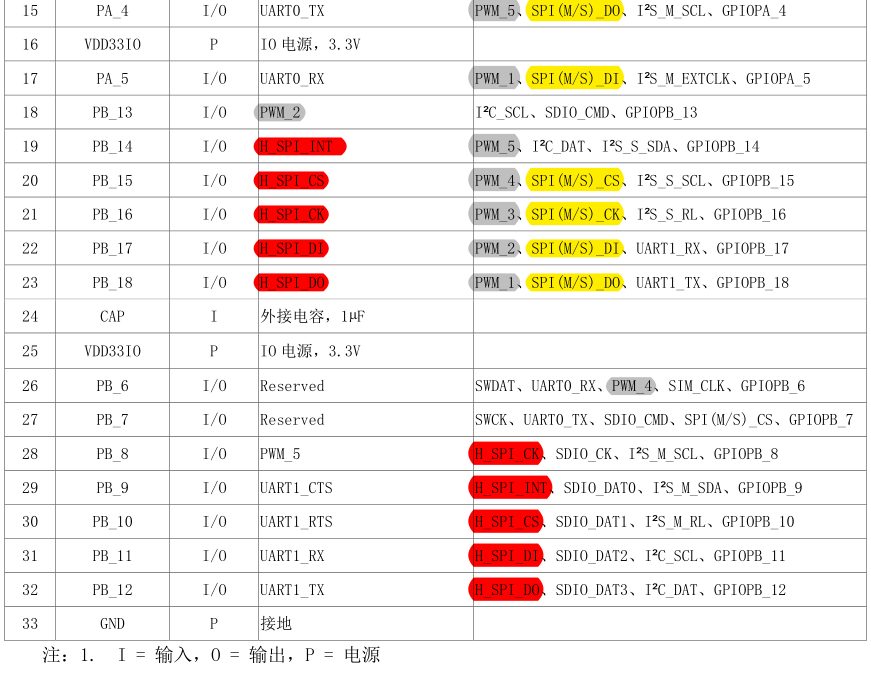 15 PA_4 I/O UART0_TX PWM_5、SPI(M/S)_DO、I²S_M_SCL、GPIOPA_4
16 VDD33IO P IO 电源，3.3V
17 PA_5 I/O UART0_RX PWM_1、SPI(M/S)_DI、I²S_M_EXTCLK、GPIOPA_5
18 PB_13 I/O PWM_2 I²C_SCL、SDIO_CMD、GPIOPB_13
19 PB_14 I/O H_SPI_INT PWM_5、I²C_DAT、I²S_S_SDA、GPIOPB_14
20 PB_15 I/O H_SPI_CS PWM_4、SPI(M/S)_CS、I²S_S_SCL、GPIOPB_15
21 PB_16 I/O H_SPI_CK PWM_3、SPI(M/S)_CK、I²S_S_RL、GPIOPB_16
22 PB_17 I/O H_SPI_DI PWM_2、SPI(M/S)_DI、UART1_RX、GPIOPB_17
23 PB_18 I/O H_SPI_DO PWM_1、SPI(M/S)_DO、UART1_TX、GPIOPB_18
24 CAP I 外接电容，1μF
25 VDD33IO P IO 电源，3.3V
26 PB_6 I/O Reserved SWDAT、UART0_RX、PWM_4、SIM_CLK、GPIOPB_6
27 PB_7 I/O Reserved SWCK、UART0_TX、SDIO_CMD、SPI(M/S)_CS、GPIOPB_7
28 PB_8 I/O PWM_5 H_SPI_CK、SDIO_CK、I²S_M_SCL、GPIOPB_8
29 PB_9 I/O UART1_CTS H_SPI_INT、SDIO_DAT0、I²S_M_SDA、GPIOPB_9
30 PB_10 I/O UART1_RTS H_SPI_CS、SDIO_DAT1、I²S_M_RL、GPIOPB_10
31 PB_11 I/O UART1_RX H_SPI_DI、SDIO_DAT2、I²C_SCL、GPIOPB_11
32 PB_12 I/O UART1_TX H_SPI_DO、SDIO_DAT3、I²C_DAT、GPIOPB_12
33 GND P 接地
注：1. I = 输入，O = 输出，P = 电源